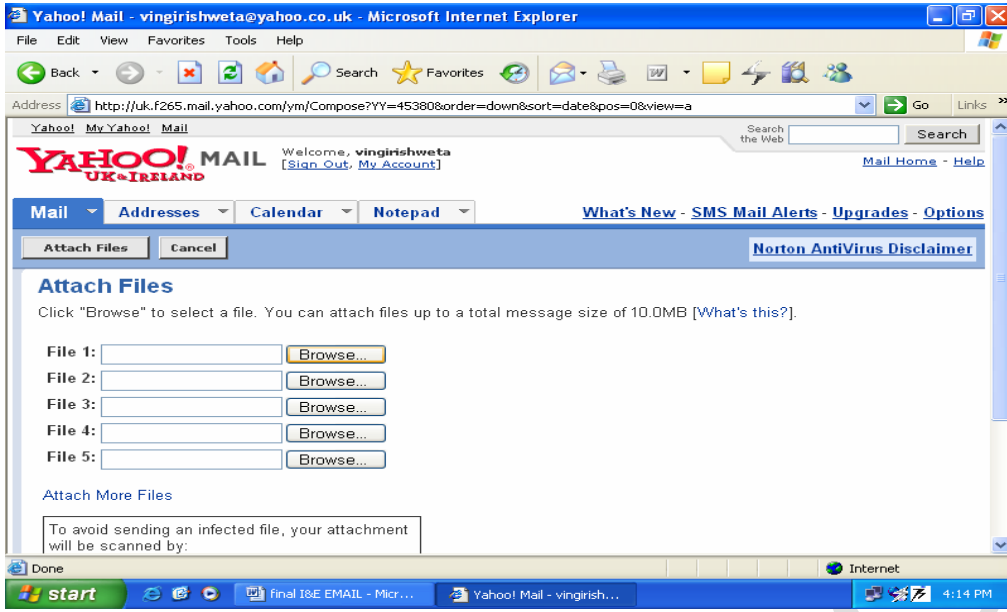 Yahoo! Mail - vingirishweta@yahoo.co.uk - Microsoft Internet Explorer
File Edit View Favorites Tools Help
Back Search Favorites
Address http://uk.f265.mail.yahoo.com/ym/Compose?YY=45380&order=down&sort=date&pos=0&view=a Go Links »
Yahoo! My Yahoo! Mail Search the Web Search
YAHOO! MAIL UK & IRELAND
Welcome, vingirishweta
[Sign Out, My Account] Mail Home - Help
Mail Addresses Calendar Notepad What's New - SMS Mail Alerts - Upgrades - Options
Attach Files Cancel Norton AntiVirus Disclaimer
Attach Files
Click "Browse" to select a file. You can attach files up to a total message size of 10.0MB [What's this?].
File 1: Browse...
File 2: Browse...
File 3: Browse...
File 4: Browse...
File 5: Browse...
Attach More Files
To avoid sending an infected file, your attachment
will be scanned by:
Done Internet
start final I&E EMAIL - Micr... Yahoo! Mail - vingirish... 4:14 PM